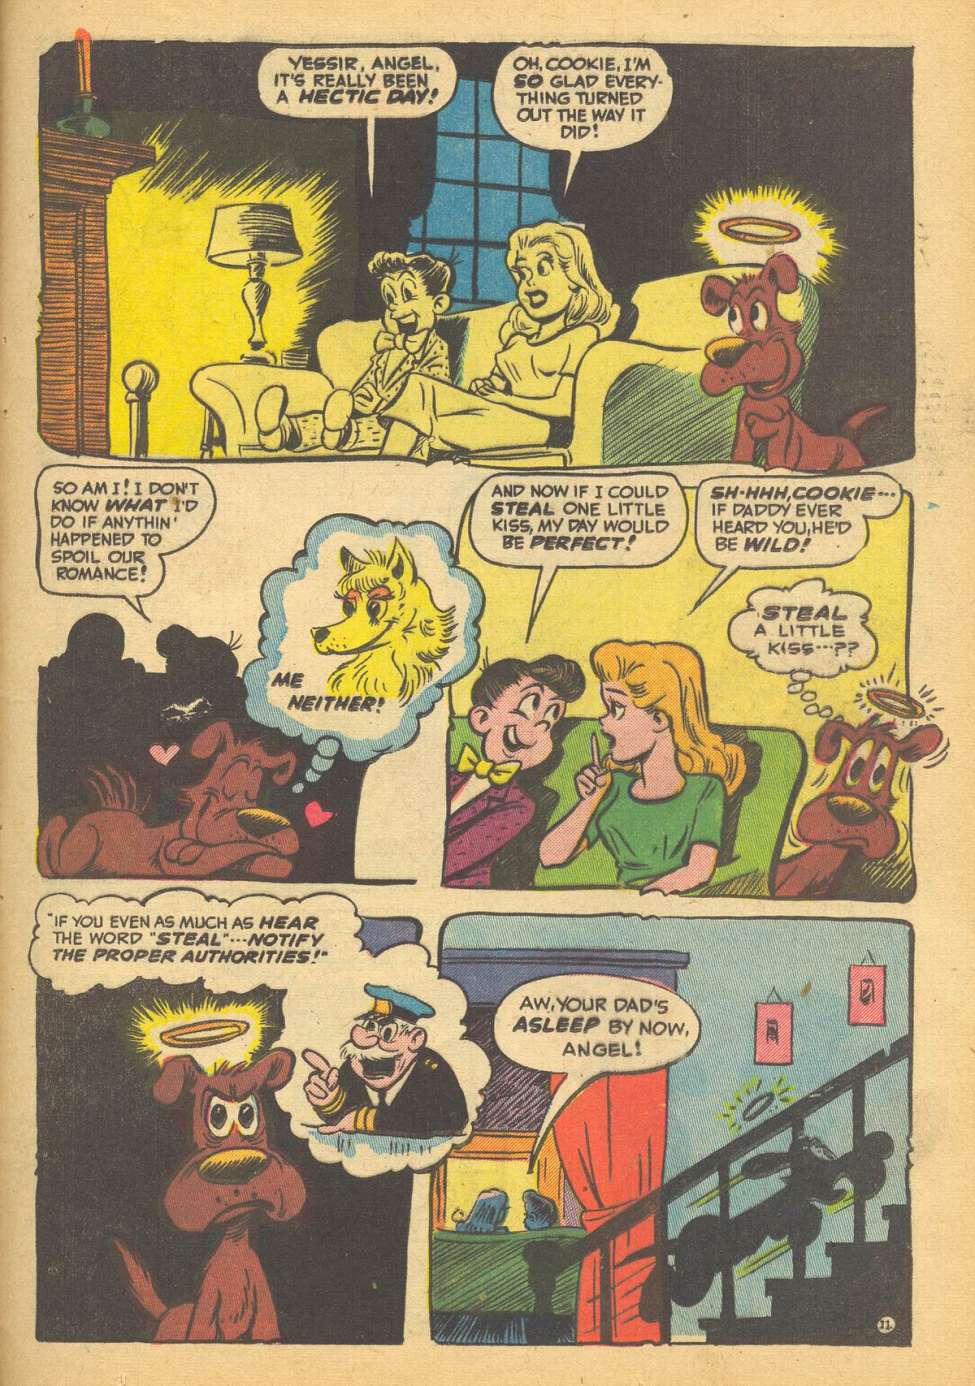 YESSIR, ANGEL,
IT'S REALLY BEEN
A HECTIC DAY!
OH, COOKIE, I'M
SO GLAD EVERY-
THING TURNED
OUT THE WAY IT
DID!
SO AM I! I DON'T
KNOW WHAT I'D
DO IF ANYTHIN'
HAPPENED TO
SPOIL OUR
ROMANCE!
ME
NEITHER!
AND NOW IF I COULD
STEAL ONE LITTLE
KISS, MY DAY WOULD
BE PERFECT!
SH-HHH, COOKIE---
IF DADDY EVER
HEARD YOU, HE'D
BE WILD!
STEAL
A LITTLE
KISS---??
"IF YOU EVEN AS MUCH AS HEAR
THE WORD "STEAL"---NOTIFY
THE PROPER AUTHORITIES!"
AW, YOUR DAD'S
ASLEEP BY NOW,
ANGEL!
11